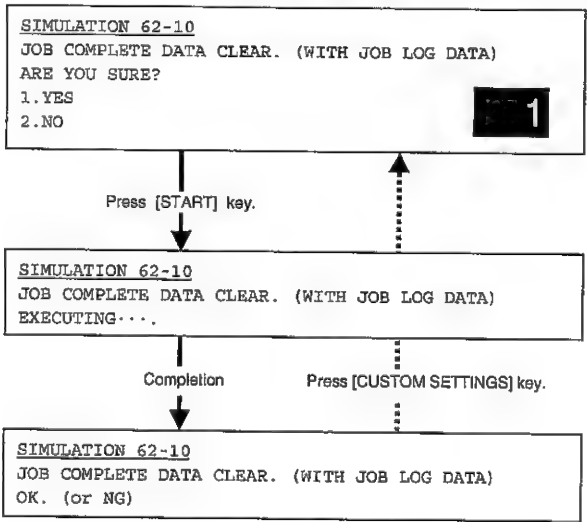 SIMULATION 62-10
JOB COMPLETE DATA CLEAR. (WITH JOB LOG DATA)
ARE YOU SURE?
1.YES
2.NO
1
Press [START] key.
SIMULATION 62-10
JOB COMPLETE DATA CLEAR. (WITH JOB LOG DATA)
EXECUTING····.
Completion
Press [CUSTOM SETTINGS] key.
SIMULATION 62-10
JOB COMPLETE DATA CLEAR. (WITH JOB LOG DATA)
OK. (or NG)